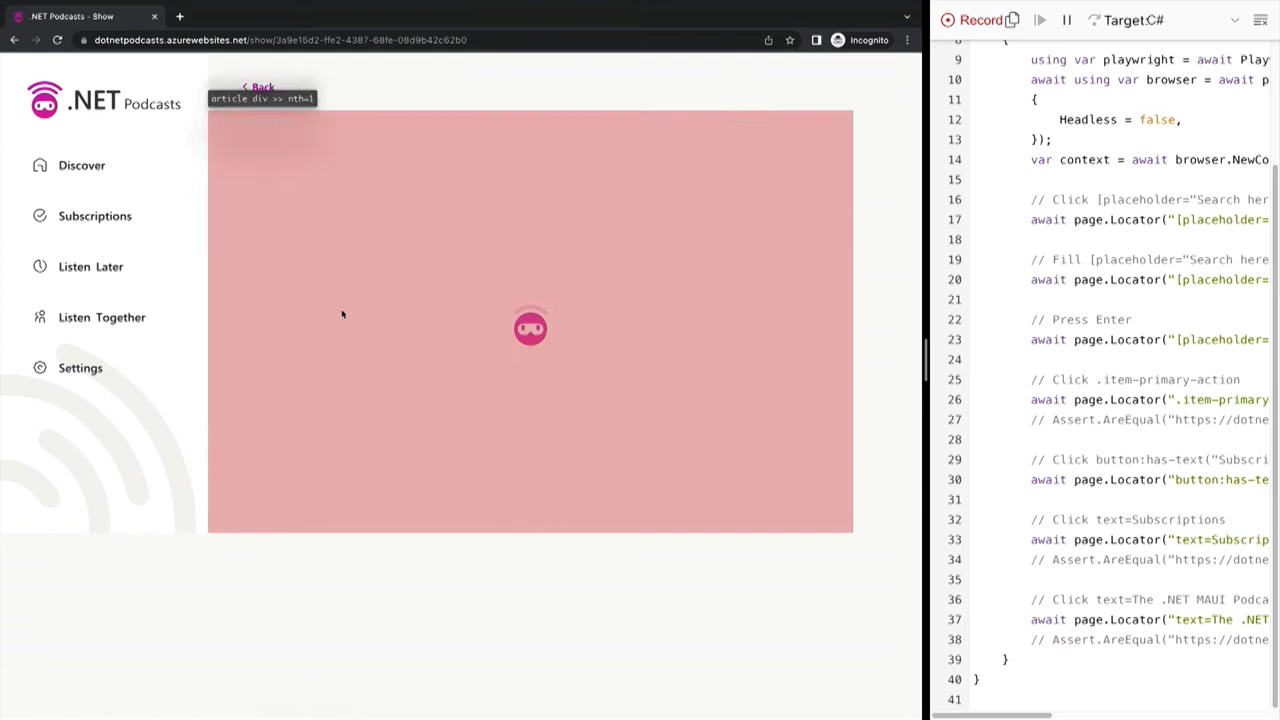 .NET Podcasts - Show
dotnetpodcasts.azurewebsites.net/show/3a9e15d2-ffe2-4387-68fe-08d9b42c62b0
Incognito
.NET Podcasts
Discover
Subscriptions
Listen Later
Listen Together
Settings
Back
article div >> nth=1
Record
Target:
C#
8 {
9 using var playwright = await Play
10 await using var browser = await p
11 {
12 Headless = false,
13 });
14 var context = await browser.NewCo
15
16 // Click [placeholder="Search her
17 await page.Locator("[placeholder=
18
19 // Fill [placeholder="Search here
20 await page.Locator("[placeholder=
21
22 // Press Enter
23 await page.Locator("[placeholder=
24
25 // Click .item-primary-action
26 await page.Locator(".item-primary
27 // Assert.AreEqual("https://dotne
28
29 // Click button:has-text("Subscri
30 await page.Locator("button:has-te
31
32 // Click text=Subscriptions
33 await page.Locator("text=Subscrip
34 // Assert.AreEqual("https://dotne
35
36 // Click text=The .NET MAUI Podca
37 await page.Locator("text=The .NET
38 // Assert.AreEqual("https://dotne
39 }
40 }
41